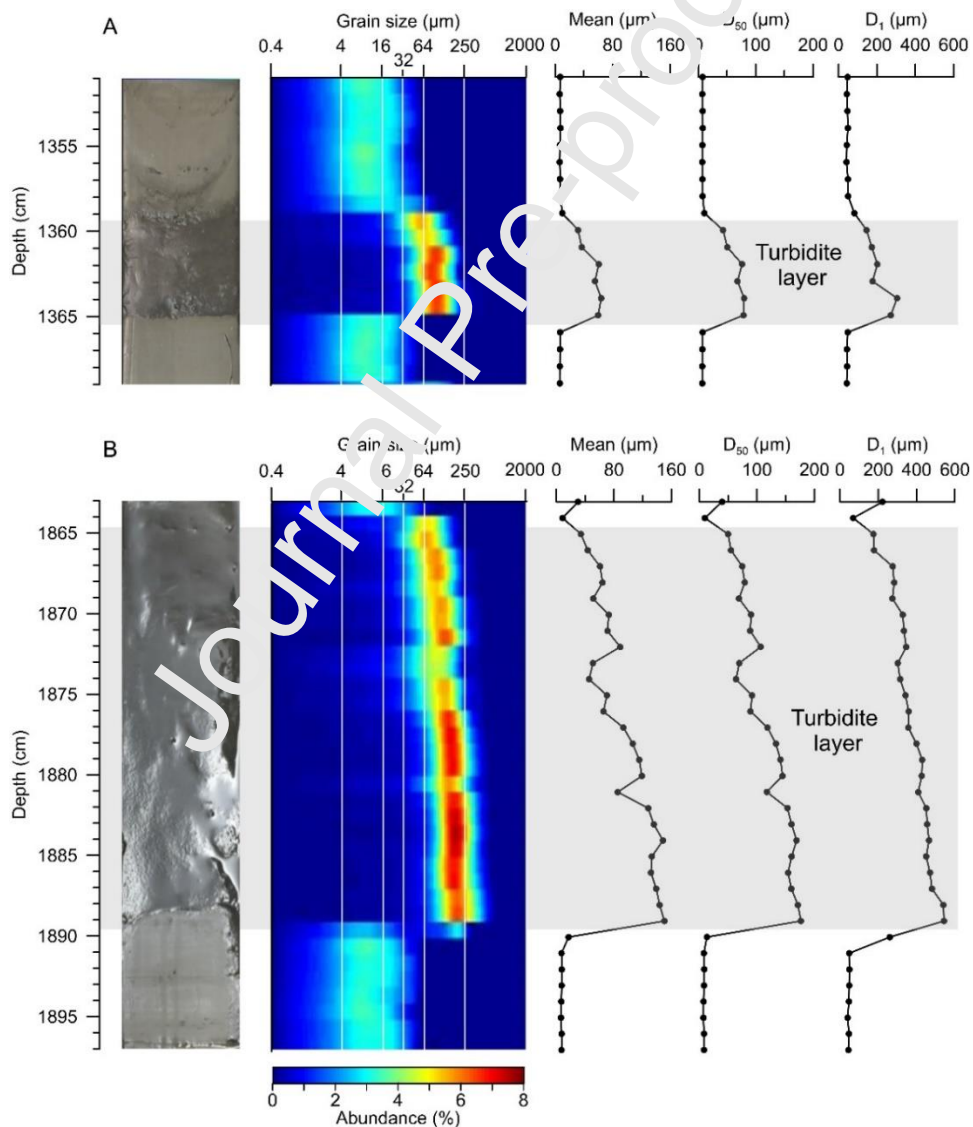 A
Grain size (µm)
0.4 4 16 64 250 2000
32
Mean (µm)
0 80 160
D50 (µm)
0 100 200
D1 (µm)
0 200 400 600
Depth (cm)
1355
1360
1365
Turbidite
layer
B
Grain size (µm)
0.4 4 16 64 250 2000
32
Mean (µm)
0 80 160
D50 (µm)
0 100 200
D1 (µm)
0 200 400 600
Depth (cm)
1865
1870
1875
1880
1885
1890
1895
Turbidite
layer
0 2 4 6 8
Abundance (%)
Journal Pre-proo